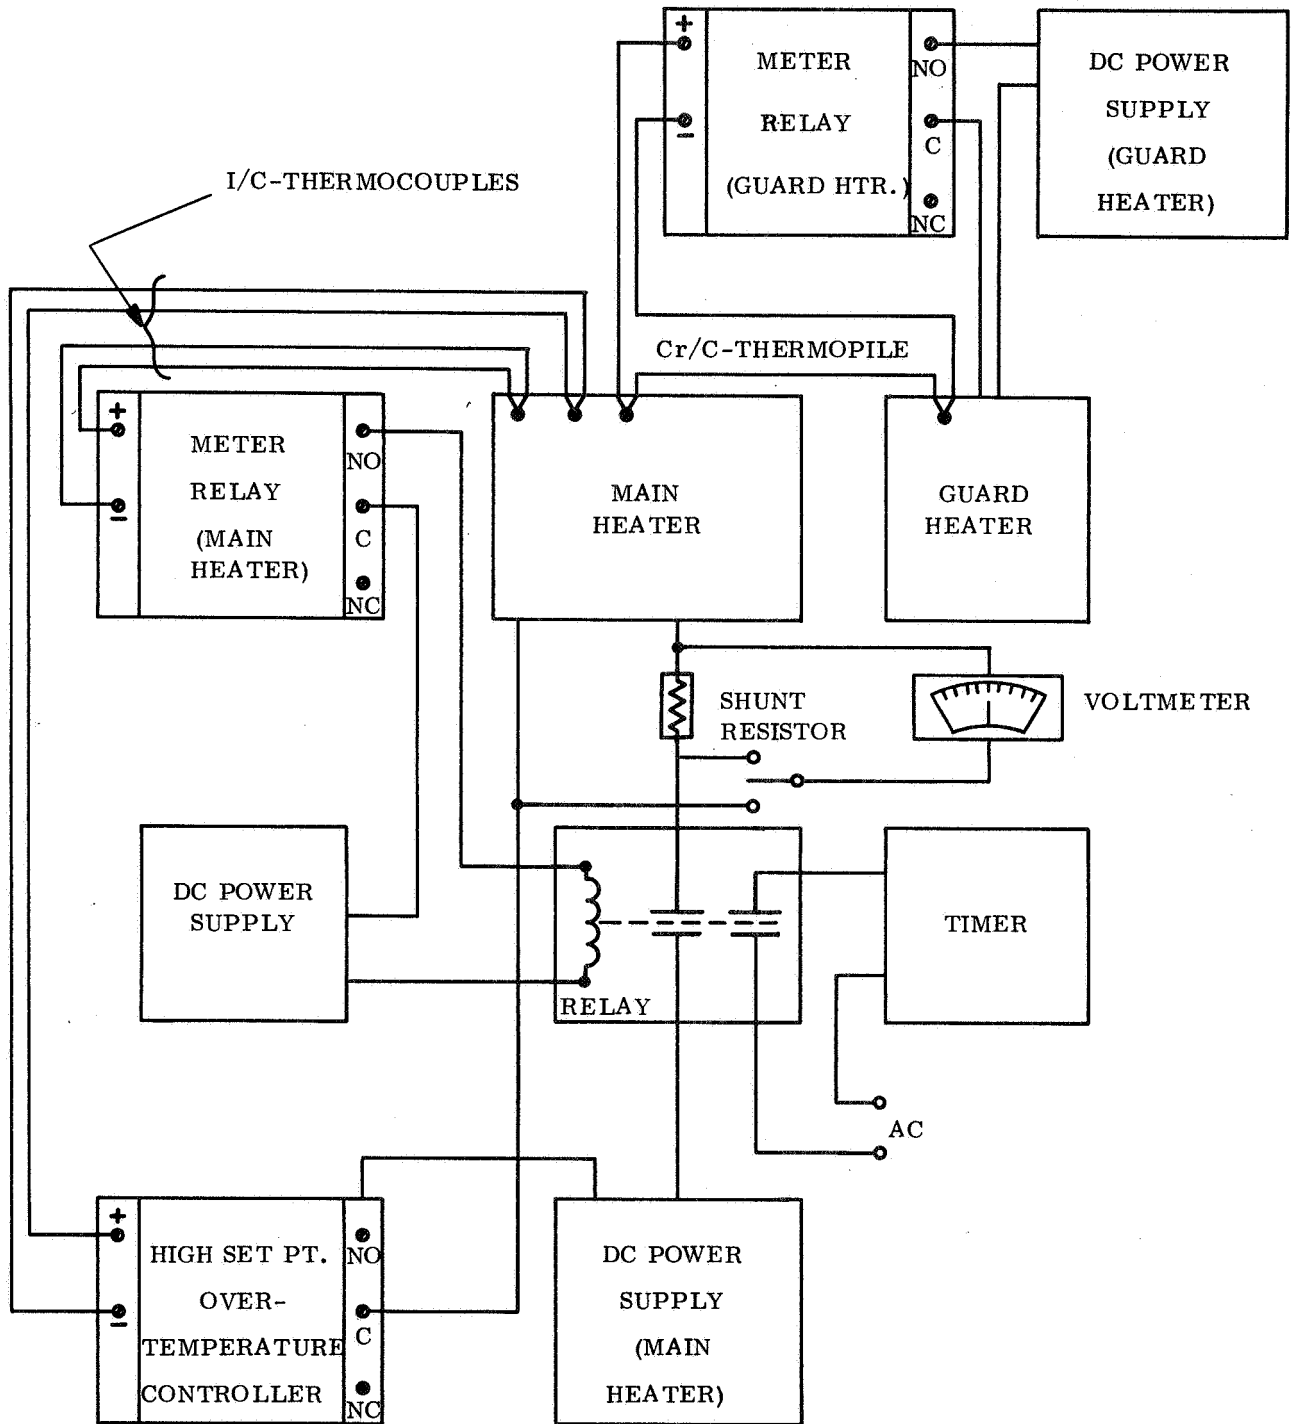 +
METER
RELAY
(GUARD HTR.)
−
NO
C
NC
DC POWER
SUPPLY
(GUARD
HEATER)
I/C-THERMOCOUPLES
Cr/C-THERMOPILE
+
METER
RELAY
(MAIN
HEATER)
−
NO
C
NC
MAIN
HEATER
GUARD
HEATER
SHUNT
RESISTOR
VOLTMETER
DC POWER
SUPPLY
RELAY
TIMER
AC
+
HIGH SET PT.
OVER-
TEMPERATURE
CONTROLLER
−
NO
C
NC
DC POWER
SUPPLY
(MAIN
HEATER)